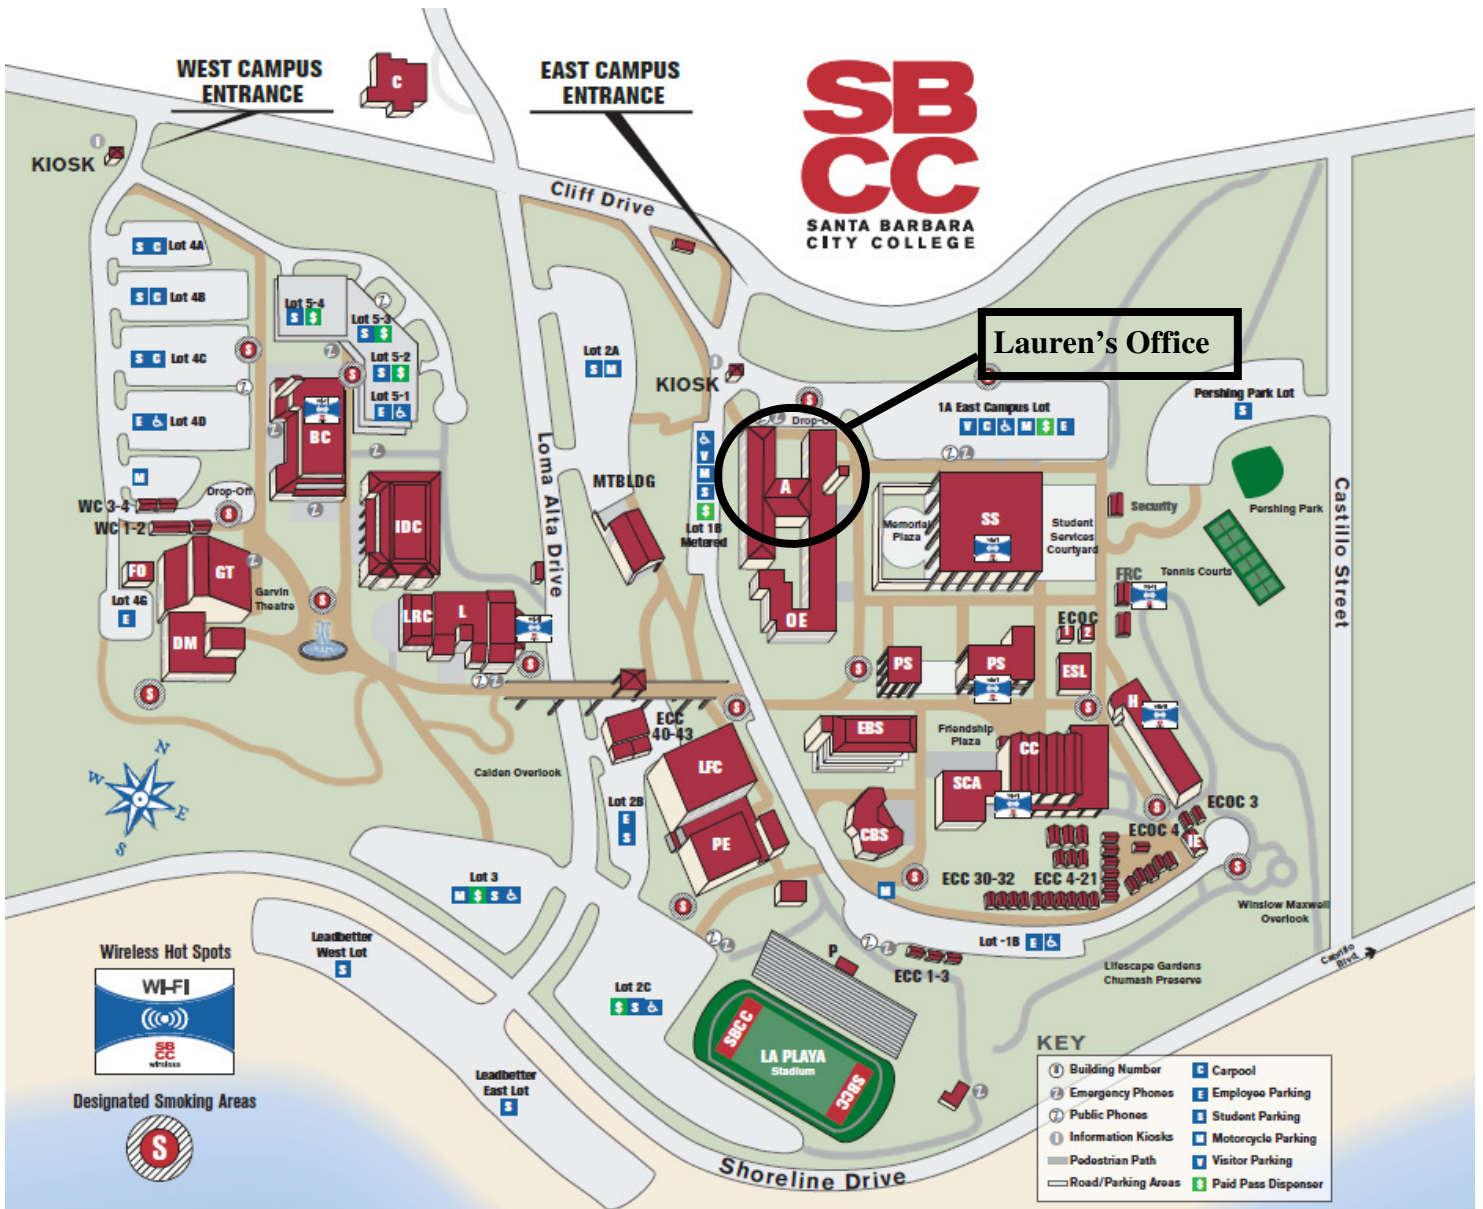 WEST CAMPUS
ENTRANCE
C
EAST CAMPUS
ENTRANCE
SB
CC
SANTA BARBARA
CITY COLLEGE
KIOSK
Cliff Drive
S C Lot 4A
S C Lot 4B
S C Lot 4C
E Lot 4D
M
Lot 5-4
S $
Lot 5-3
S $
Lot 5-2
S $
Lot 5-1
E
S
S
BC
Lot 2A
S M
KIOSK
Lauren's Office
S
S
1A East Campus Lot
V C M $ E
Pershing Park Lot
S
Pershing Park
Castillo Street
Drop-Off
WC 3-4
WC 1-2
S
IDC
Loma Alta Drive
MTBLDG
V
M
S
$
Lot 1B
Metered
A
Memorial
Plaza
SS
Student
Services
Courtyard
Security
Tennis Courts
FRC
FO
GT
Garvin
Theatre
S
Lot 4G
E
DM
S
LRC
L
S
OE
ECOC
1 2
PS
PS
ESL
S
S
S
H
ECC
40-43
EBS
Friendship
Plaza
CC
SCA
LFC
Calden Overlook
N
W
E
S
Lot 2B
E
S
PE
CBS
S
M
ECOC 3
ECOC 4
IE
S
S
ECC 30-32
ECC 4-21
Winslow Maxwell
Overlook
Lot 3
M $ S
S
Lot -1B E
Wireless Hot Spots
WI-FI
SB
CC
wireless
Leadbetter
West Lot
S
P
ECC 1-3
Lifescape Gardens
Chumash Preserve
Cabrillo
Blvd.
Lot 2C
$ S
SBCC
LA PLAYA
Stadium
SBCC
Leadbetter
East Lot
S
Designated Smoking Areas
S
Shoreline Drive
KEY
Building Number
Emergency Phones
Public Phones
Information Kiosks
Pedestrian Path
Road/Parking Areas
C Carpool
E Employee Parking
S Student Parking
M Motorcycle Parking
V Visitor Parking
$ Paid Pass Dispenser